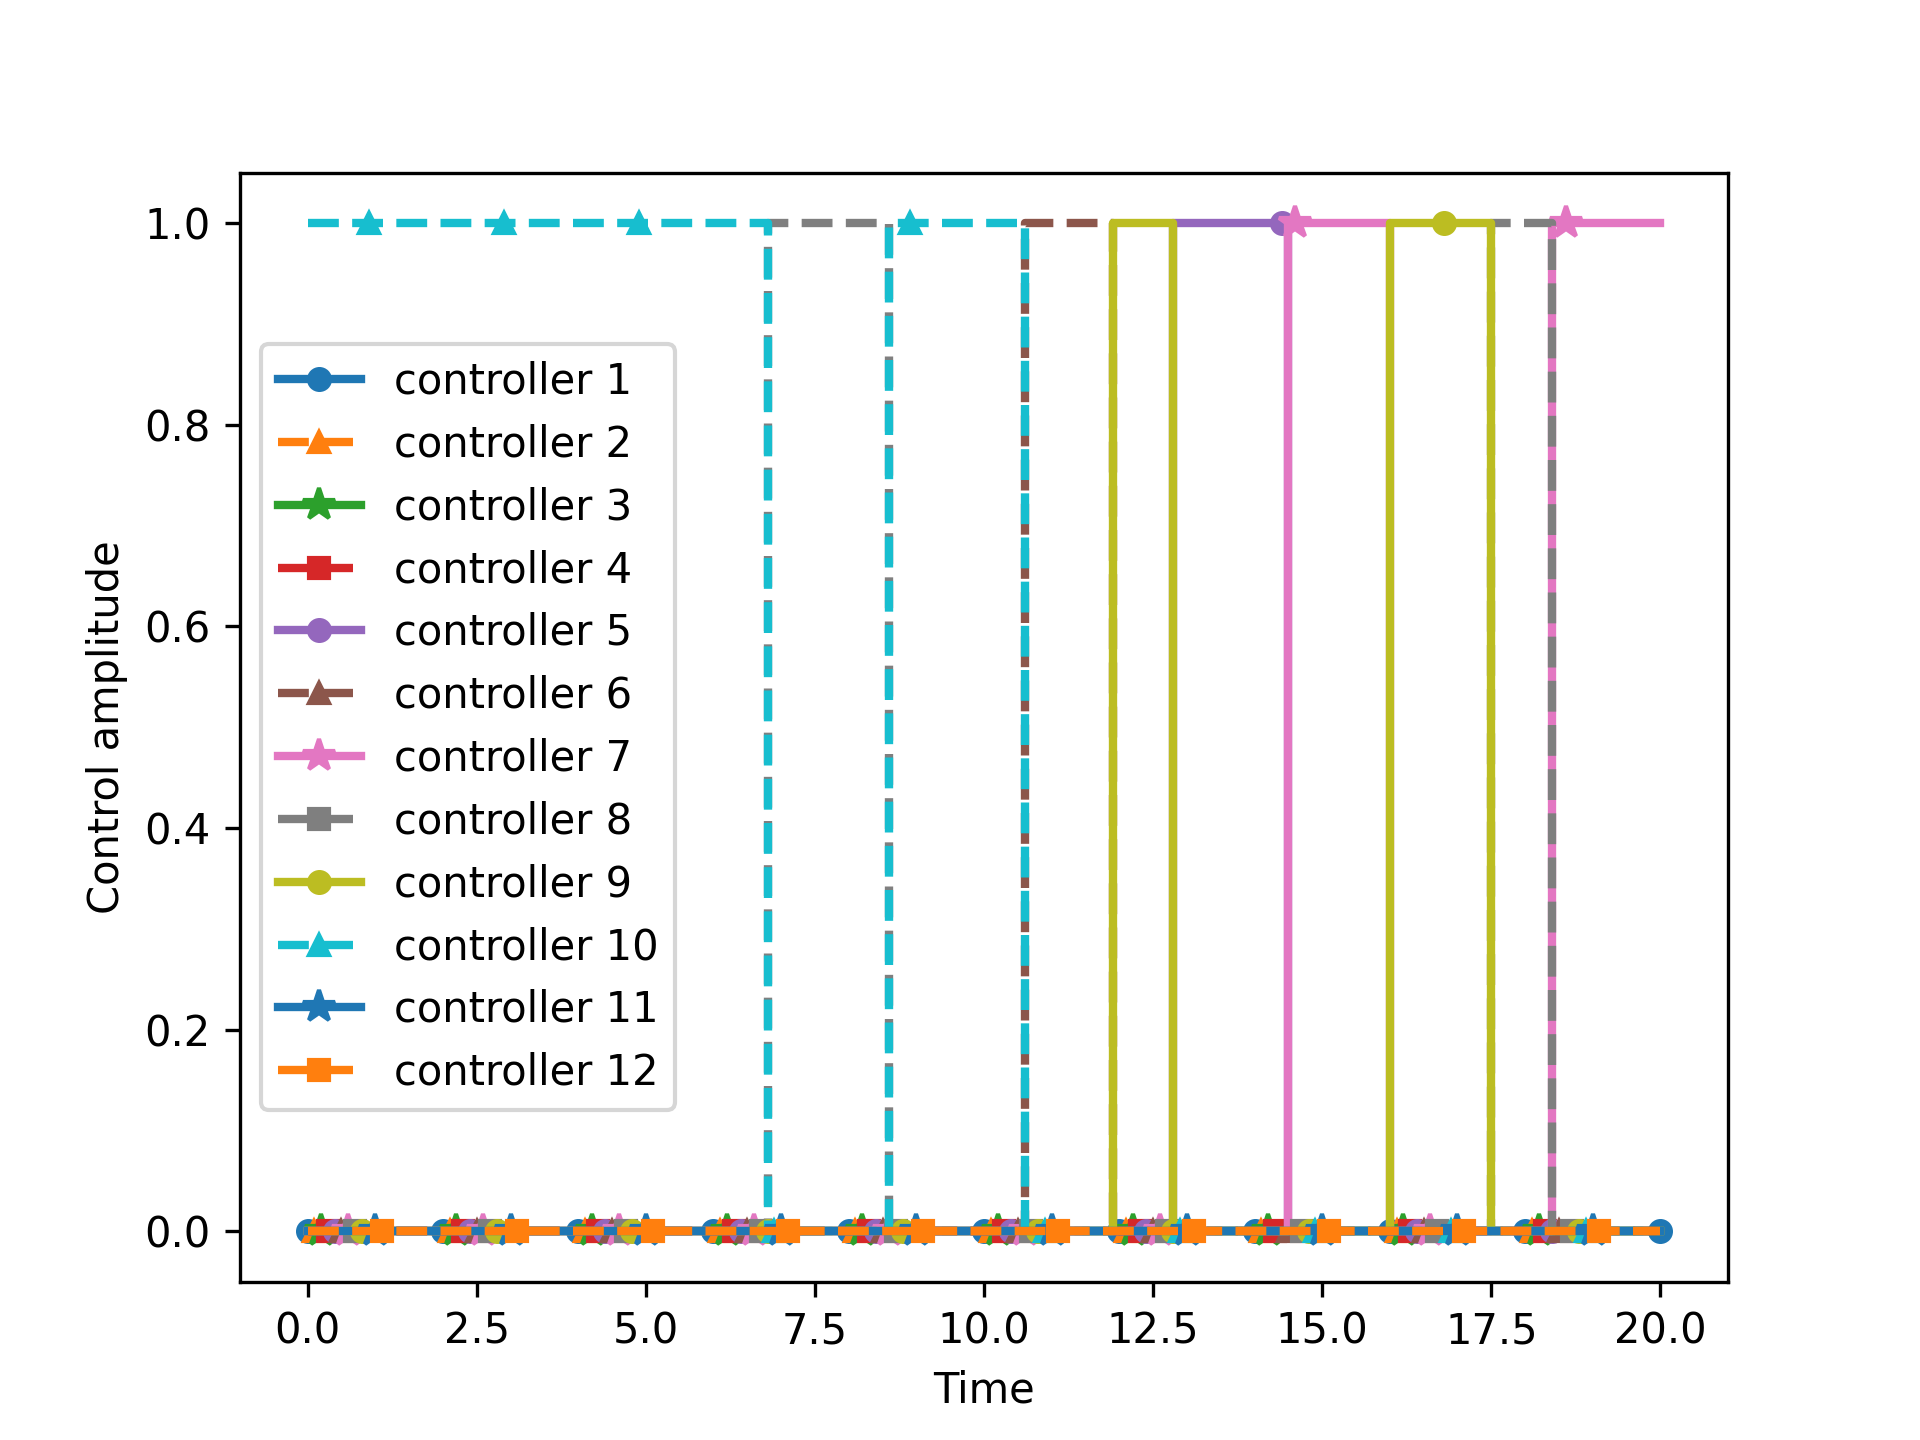 1.0
0.8
0.6
0.4
0.2
0.0
Control amplitude
controller 1
controller 2
controller 3
controller 4
controller 5
controller 6
controller 7
controller 8
controller 9
controller 10
controller 11
controller 12
0.0 2.5 5.0 7.5 10.0 12.5 15.0 17.5 20.0
Time